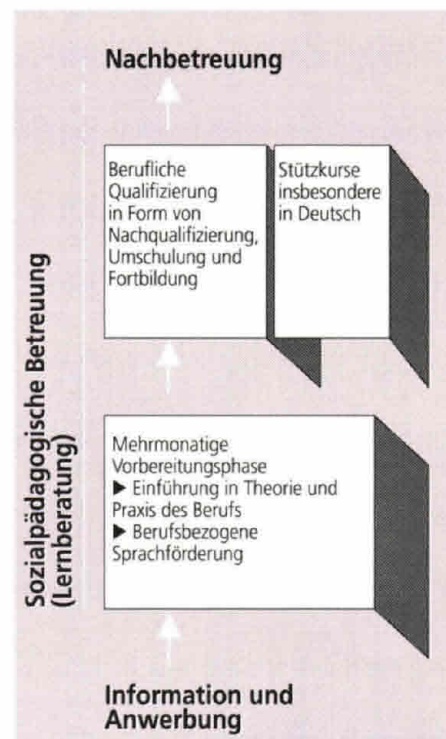 Nachbetreuung
Berufliche
Qualifizierung
in Form von
Nachqualifizierung,
Umschulung und
Fortbildung
Stützkurse
insbesondere
in Deutsch
Mehrmonatige
Vorbereitungsphase
▶ Einführung in Theorie und
Praxis des Berufs
▶ Berufsbezogene
Sprachförderung
Information und
Anwerbung
Sozialpädagogische Betreuung
(Lernberatung)